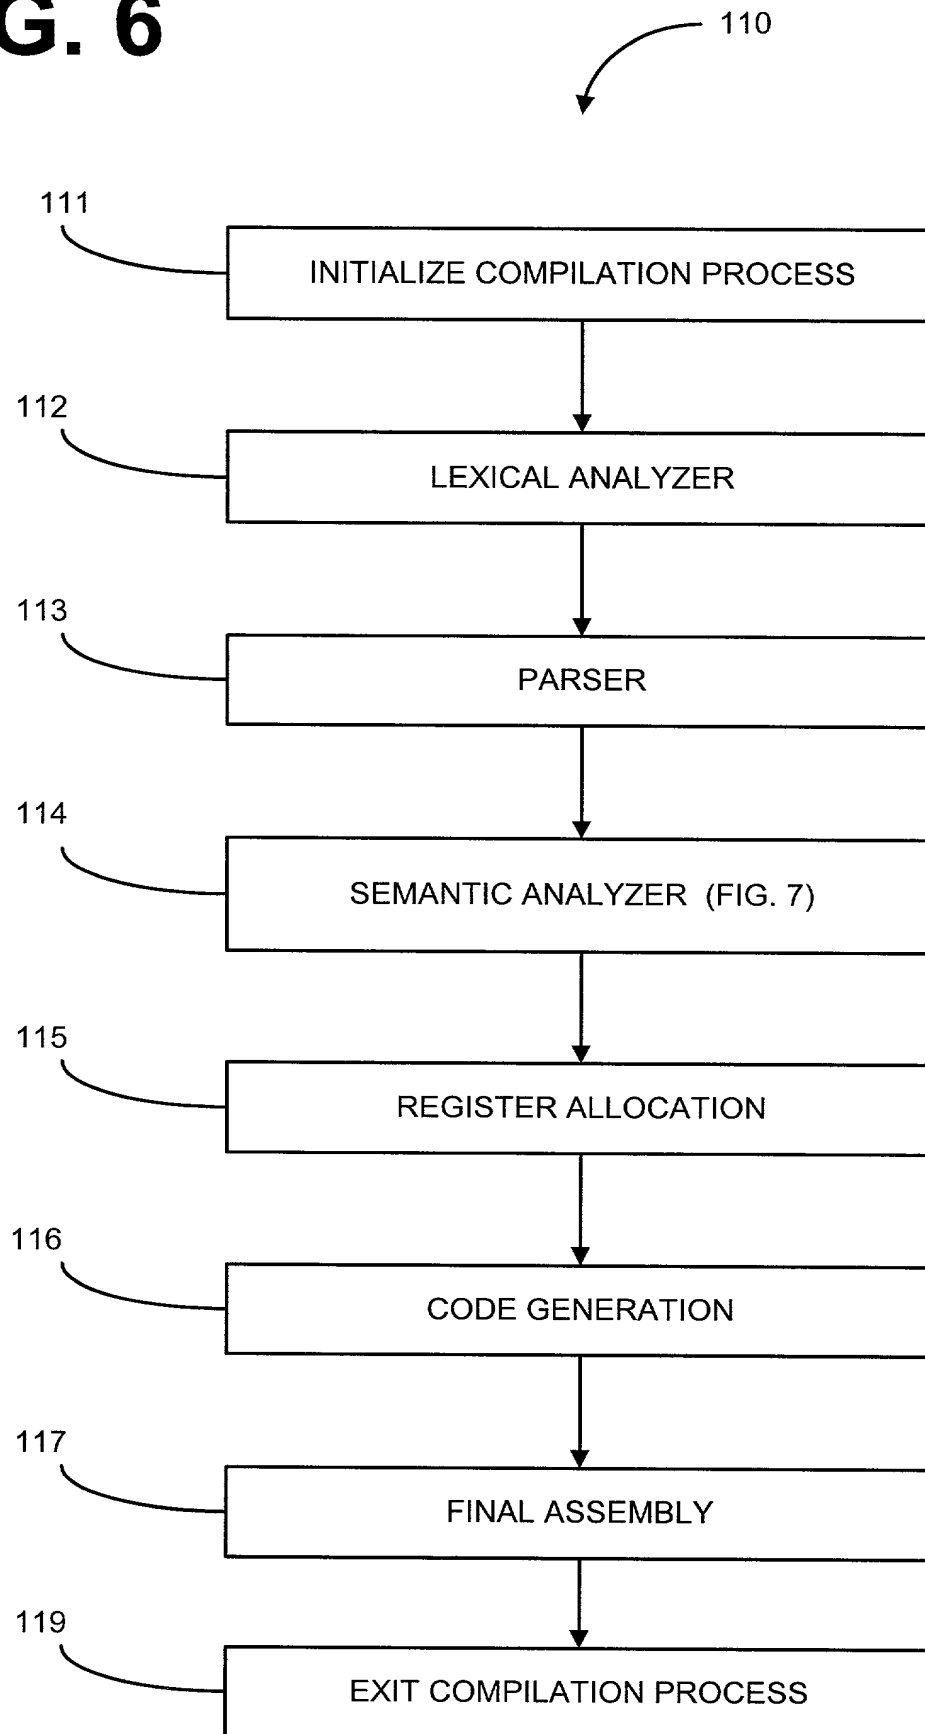 G. 6
110
111
INITIALIZE COMPILATION PROCESS
112
LEXICAL ANALYZER
113
PARSER
114
SEMANTIC ANALYZER (FIG. 7)
115
REGISTER ALLOCATION
116
CODE GENERATION
117
FINAL ASSEMBLY
119
EXIT COMPILATION PROCESS